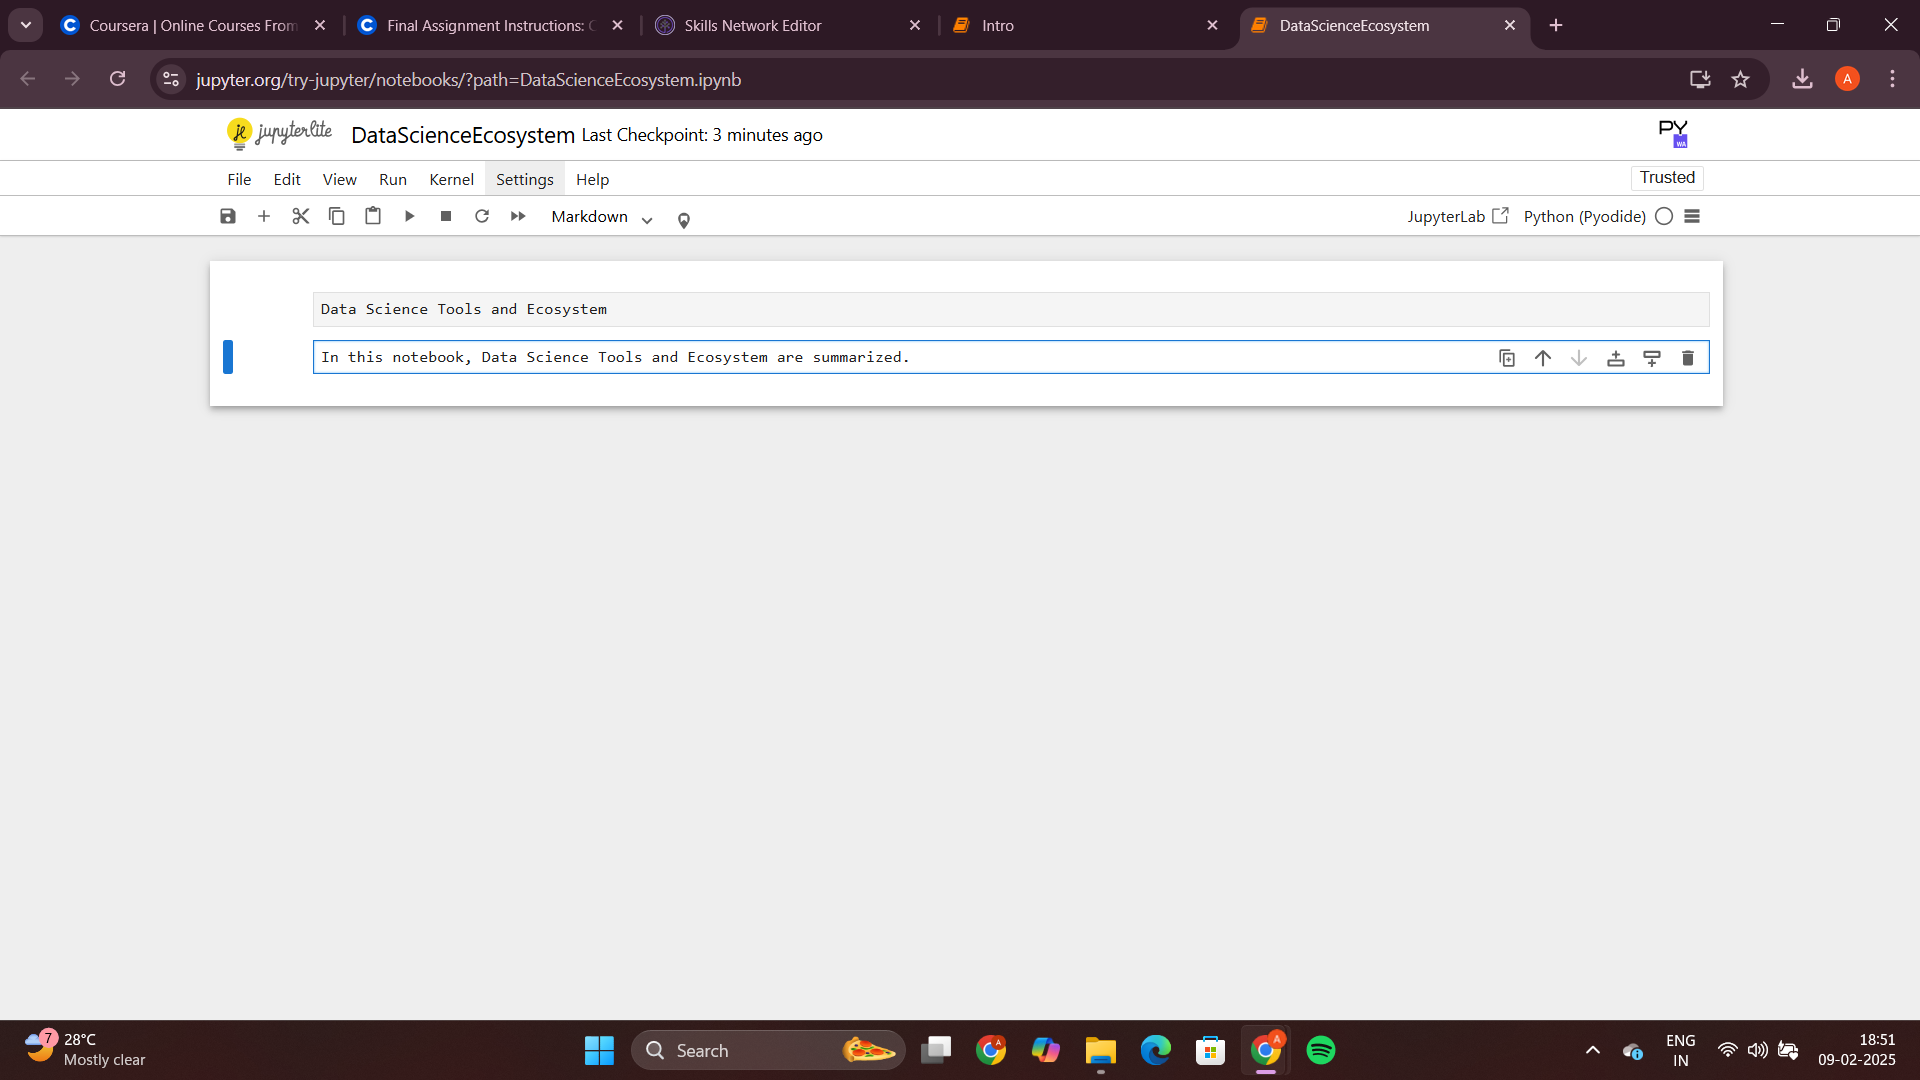 Coursera | Online Courses From
Final Assignment Instructions: C
Skills Network Editor
Intro
DataScienceEcosystem
jupyter.org/try-jupyter/notebooks/?path=DataScienceEcosystem.ipynb
A
jupyterlite
DataScienceEcosystem Last Checkpoint: 3 minutes ago
PY
WA
File Edit View Run Kernel Settings Help
Trusted
Markdown
JupyterLab
Python (Pyodide)
Data Science Tools and Ecosystem
In this notebook, Data Science Tools and Ecosystem are summarized.
7
28°C
Mostly clear
Search
A
A
ENG
IN
18:51
09-02-2025